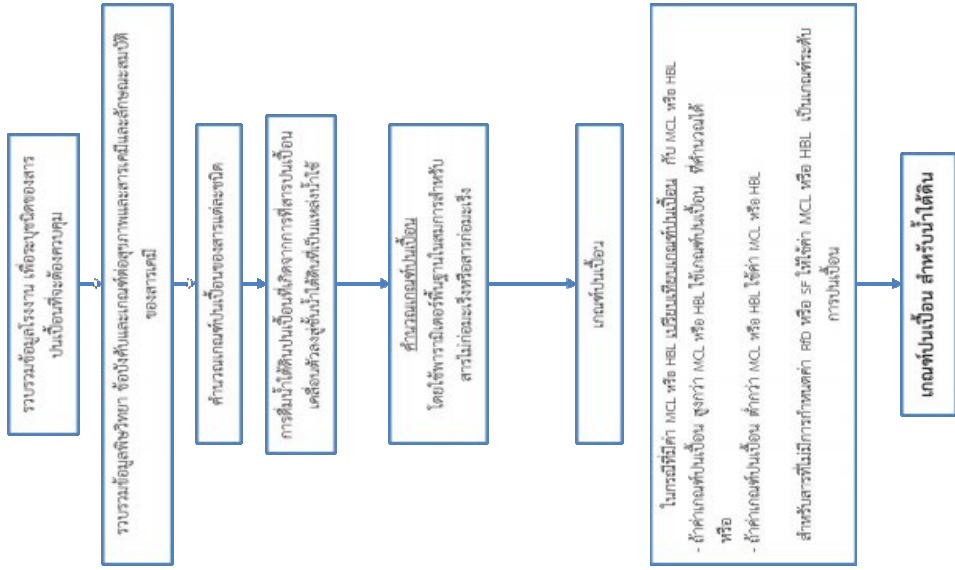 รวบรวมข้อมูลโรงงาน เพื่อระบุชนิดของสาร
ปนเปื้อนที่จะต้องควบคุม
รวบรวมข้อมูลพิษวิทยา ข้อบังคับและเกณฑ์ต่อสุขภาพและสารเคมีและลักษณะสมบัติ
ของสารเคมี
คำนวณเกณฑ์ปนเปื้อนของสารแต่ละชนิด
การดื่มน้ำใต้ดินปนเปื้อนที่เกิดจากการที่สารปนเปื้อน
เคลื่อนตัวลงสู่ชั้นน้ำใต้ดินที่เป็นแหล่งน้ำใช้
คำนวณเกณฑ์ปนเปื้อน
โดยใช้พารามิเตอร์พื้นฐานในสมการสำหรับ
สารไม่ก่อมะเร็งหรือสารก่อมะเร็ง
เกณฑ์ปนเปื้อน
ในกรณีที่มีค่า MCL หรือ HBL เปรียบเทียบเกณฑ์ปนเปื้อน กับ MCL หรือ HBL
- ถ้าค่าเกณฑ์ปนเปื้อน สูงกว่า MCL หรือ HBL ใช้เกณฑ์ปนเปื้อน ที่คำนวณได้
หรือ
- ถ้าค่าเกณฑ์ปนเปื้อน ต่ำกว่า MCL หรือ HBL ใช้ค่า MCL หรือ HBL
สำหรับสารที่ไม่มีการกำหนดค่า RfD หรือ SF ให้ใช้ค่า MCL หรือ HBL เป็นเกณฑ์ระดับ
การปนเปื้อน
เกณฑ์ปนเปื้อน สำหรับน้ำใต้ดิน